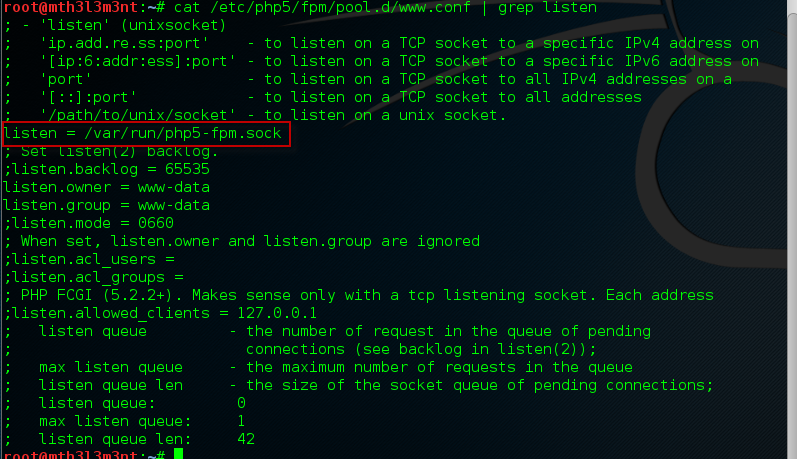 root@mth3l3m3nt:~# cat /etc/php5/fpm/pool.d/www.conf | grep listen
; - 'listen' (unixsocket)
;   'ip.add.re.ss:port'    - to listen on a TCP socket to a specific IPv4 address on
;   '[ip:6:addr:ess]:port' - to listen on a TCP socket to a specific IPv6 address on
;   'port'                 - to listen on a TCP socket to all IPv4 addresses on a
;   '[::]:port'            - to listen on a TCP socket to all addresses
;   '/path/to/unix/socket' - to listen on a unix socket.
listen = /var/run/php5-fpm.sock
; Set listen(2) backlog.
;listen.backlog = 65535
listen.owner = www-data
listen.group = www-data
;listen.mode = 0660
; When set, listen.owner and listen.group are ignored
;listen.acl_users =
;listen.acl_groups =
; PHP FCGI (5.2.2+). Makes sense only with a tcp listening socket. Each address
;listen.allowed_clients = 127.0.0.1
;   listen queue         - the number of request in the queue of pending
;                          connections (see backlog in listen(2));
;   max listen queue     - the maximum number of requests in the queue
;   listen queue len     - the size of the socket queue of pending connections;
;   listen queue:         0
;   max listen queue:     1
;   listen queue len:     42
root@mth3l3m3nt:~#